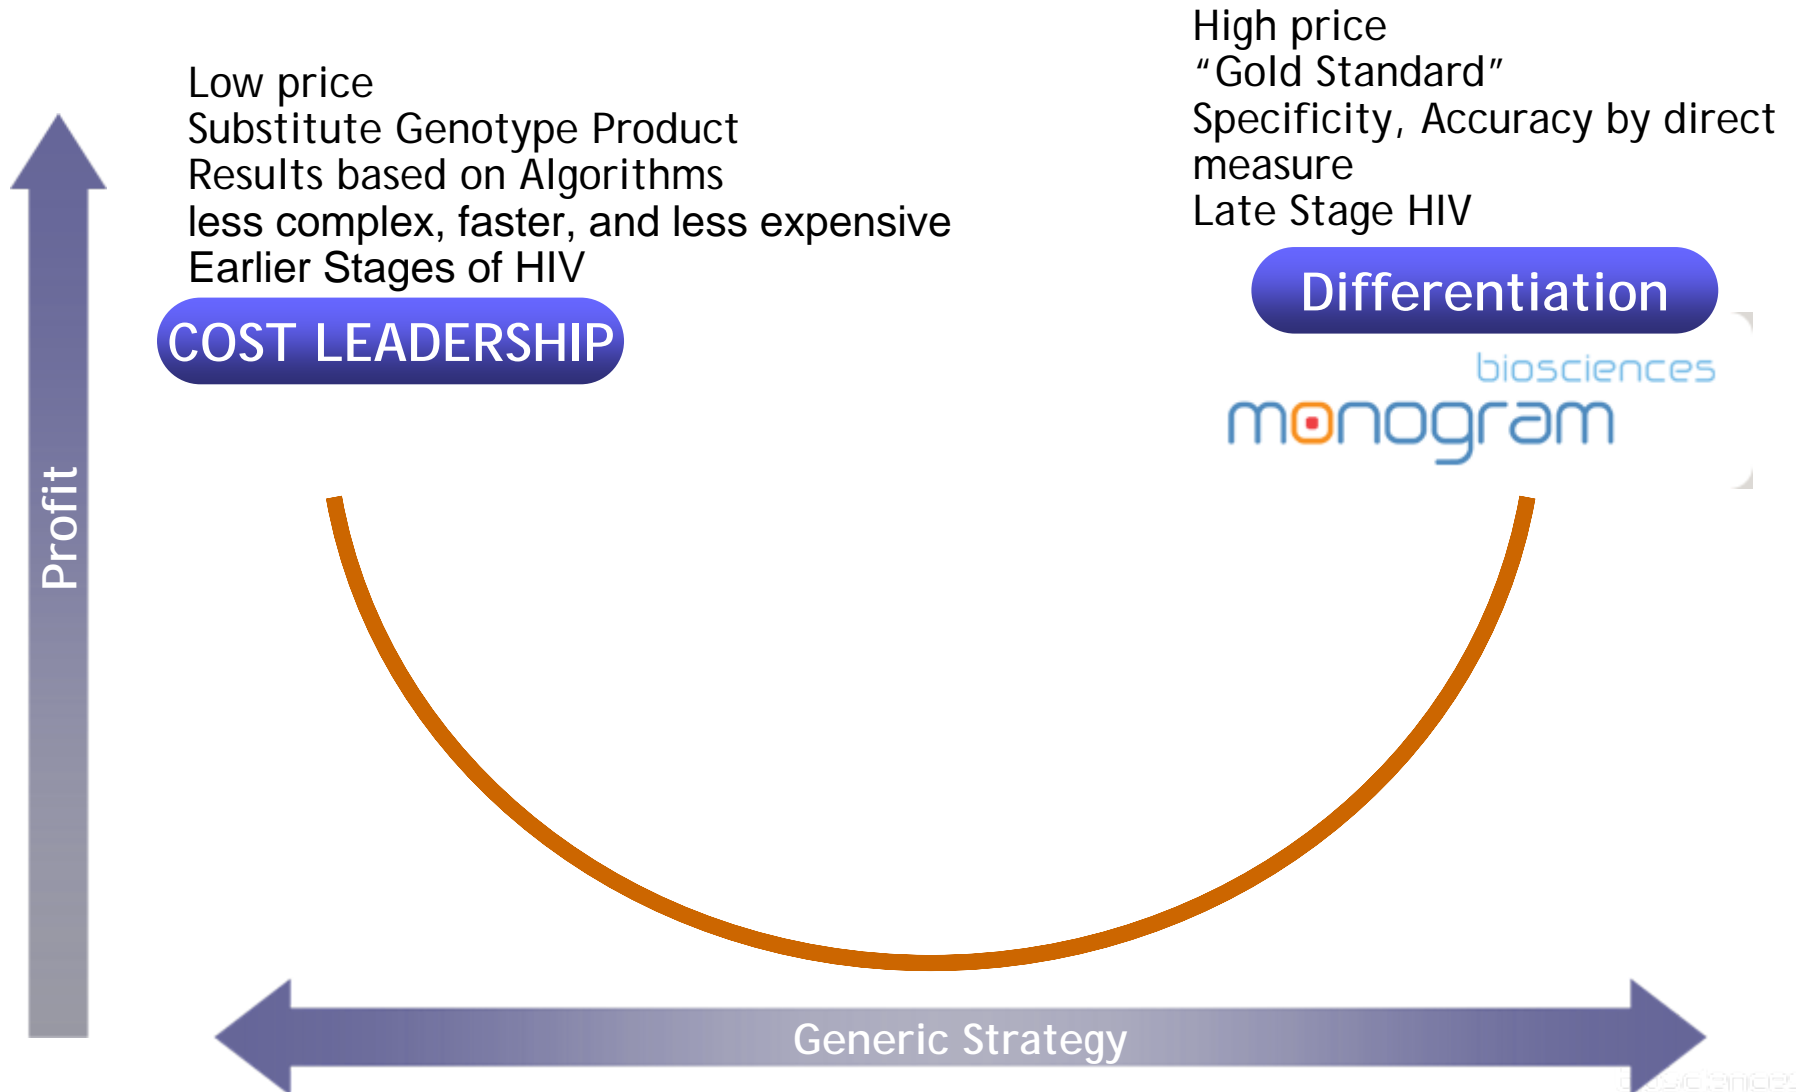 High price
“Gold Standard”
Specificity, Accuracy by direct
measure
Late Stage HIV
Differentiation
biosciences
monogram
Low price
Substitute Genotype Product
Results based on Algorithms
less complex, faster, and less expensive
Earlier Stages of HIV
COST LEADERSHIP
Profit
Generic Strategy